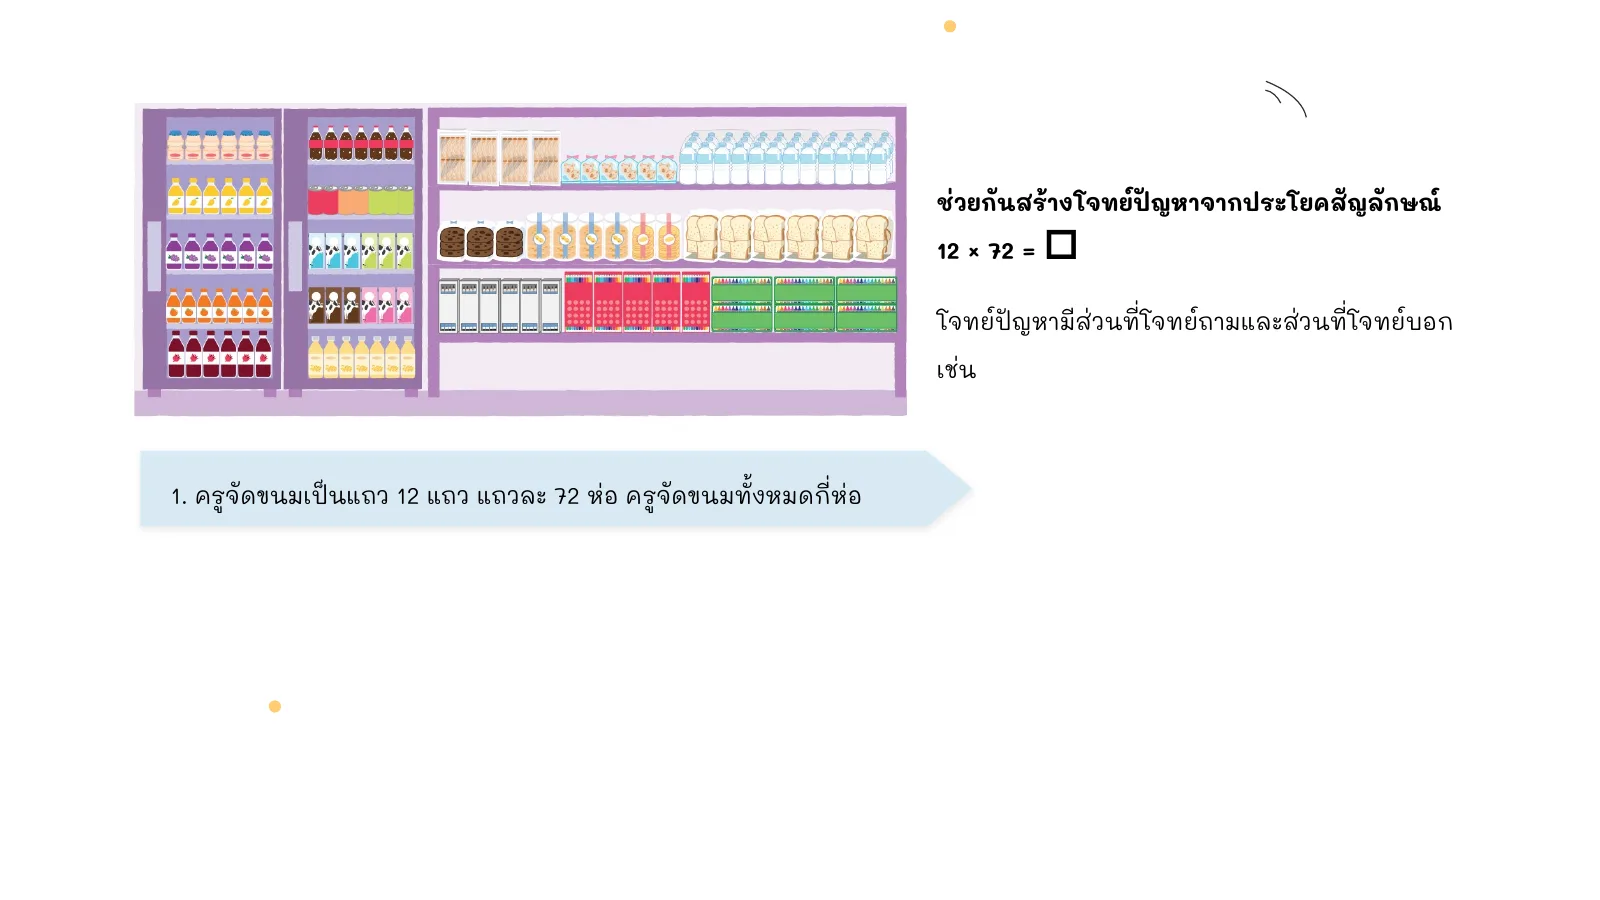 ช่วยกันสร้างโจทย์ปัญหาจากประโยคสัญลักษณ์
12 × 72 = □
โจทย์ปัญหามีส่วนที่โจทย์ถามและส่วนที่โจทย์บอก
เช่น
1. ครูจัดขนมเป็นแถว 12 แถว แถวละ 72 ห่อ ครูจัดขนมทั้งหมดกี่ห่อ